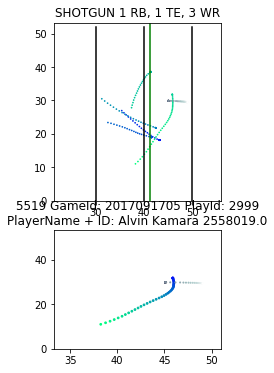 SHOTGUN 1 RB, 1 TE, 3 WR
50
40
30
20
10
0
30 40 50
5519 GameId: 2017091705 PlayId: 2999
PlayerName + ID: Alvin Kamara 2558019.0
40
20
0
35 40 45 50